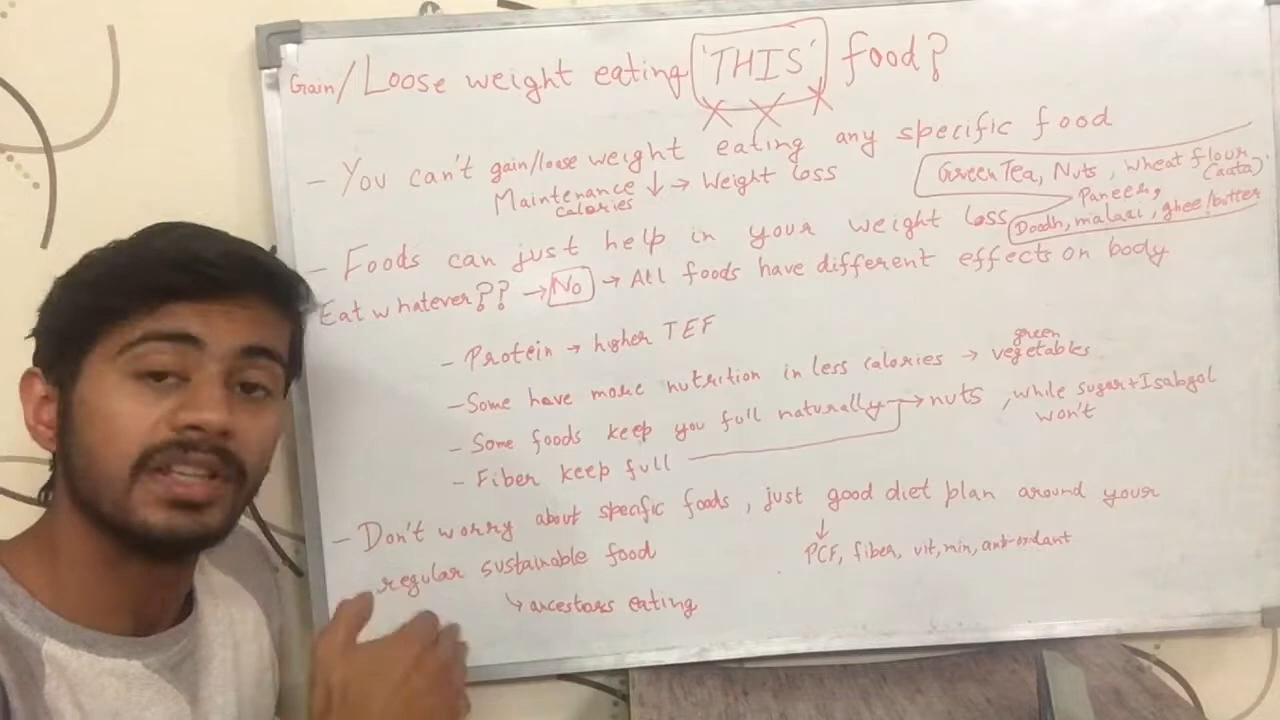 Gain/Loose weight eating 'THIS' food?
- You can't gain/loose weight eating any specific food
Maintenance calories ↓ → Weight loss
Green Tea, Nuts, wheat flour (aata)
Paneer,
Doodh, malaai, ghee/butter
- Foods can just help in your weight loss
Eat whatever?? → No → All foods have different effects on body
- Protein → higher TEF
- Some have more nutrition in less calories → green vegetables
- Some foods keep you full naturally → nuts, while sugar+Isabgol won't
- Fiber keep full
- Don't worry about specific foods, just good diet plan around your
regular sustainable food
PCF, fiber, vit, min, antioxidant
↳ ancestors eating